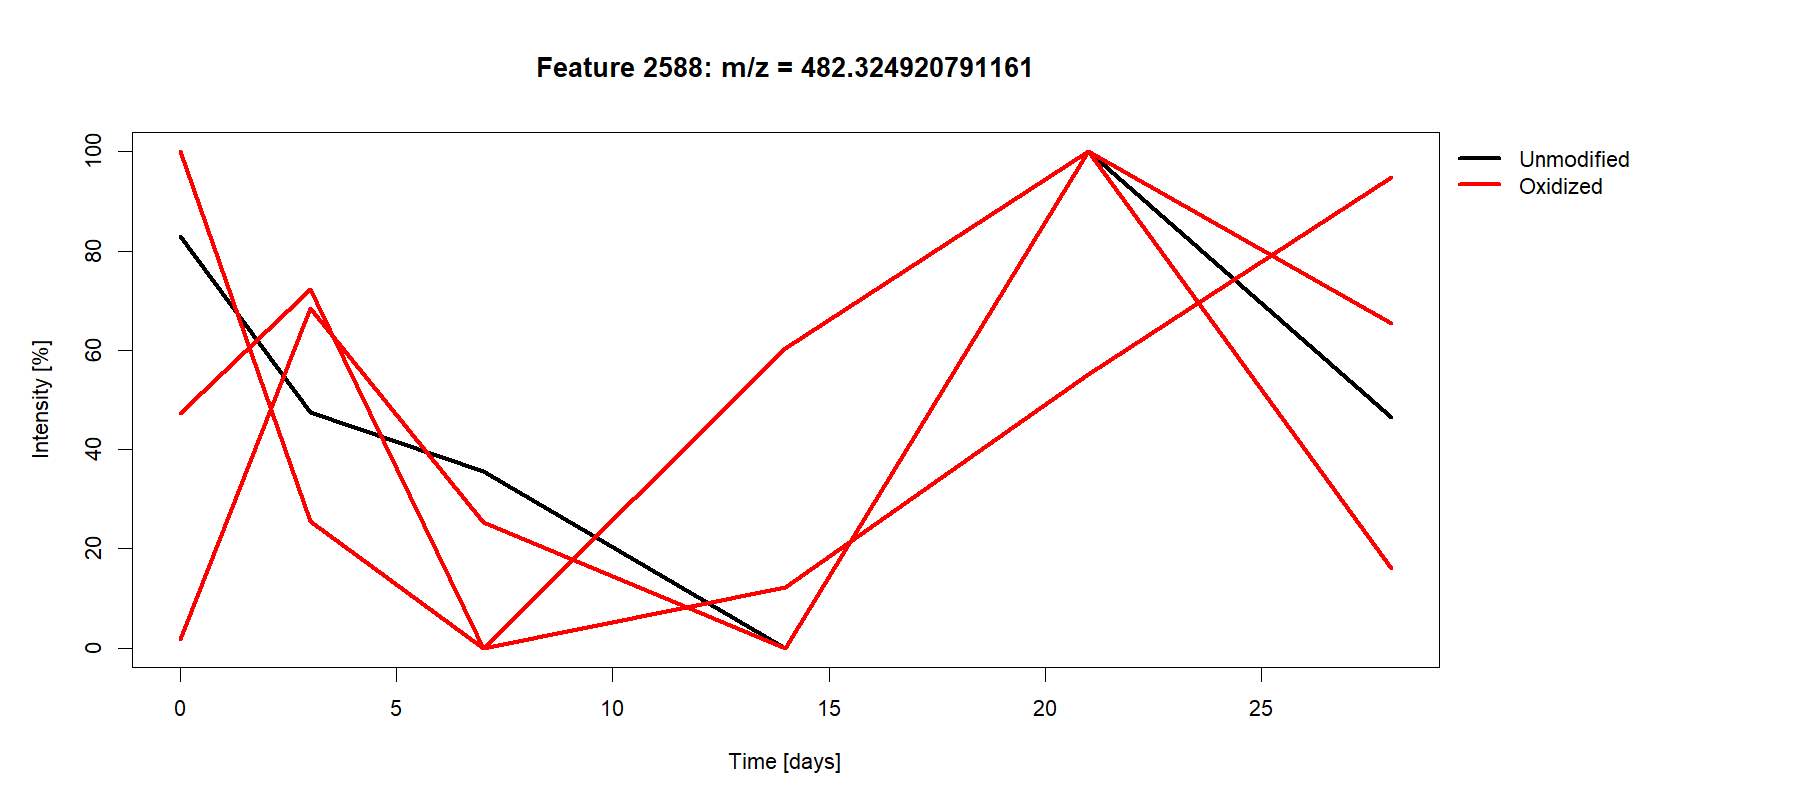 Feature 2588: m/z = 482.324920791161
Unmodified
Oxidized
Intensity [%]
100
80
60
40
20
0
0 5 10 15 20 25
Time [days]